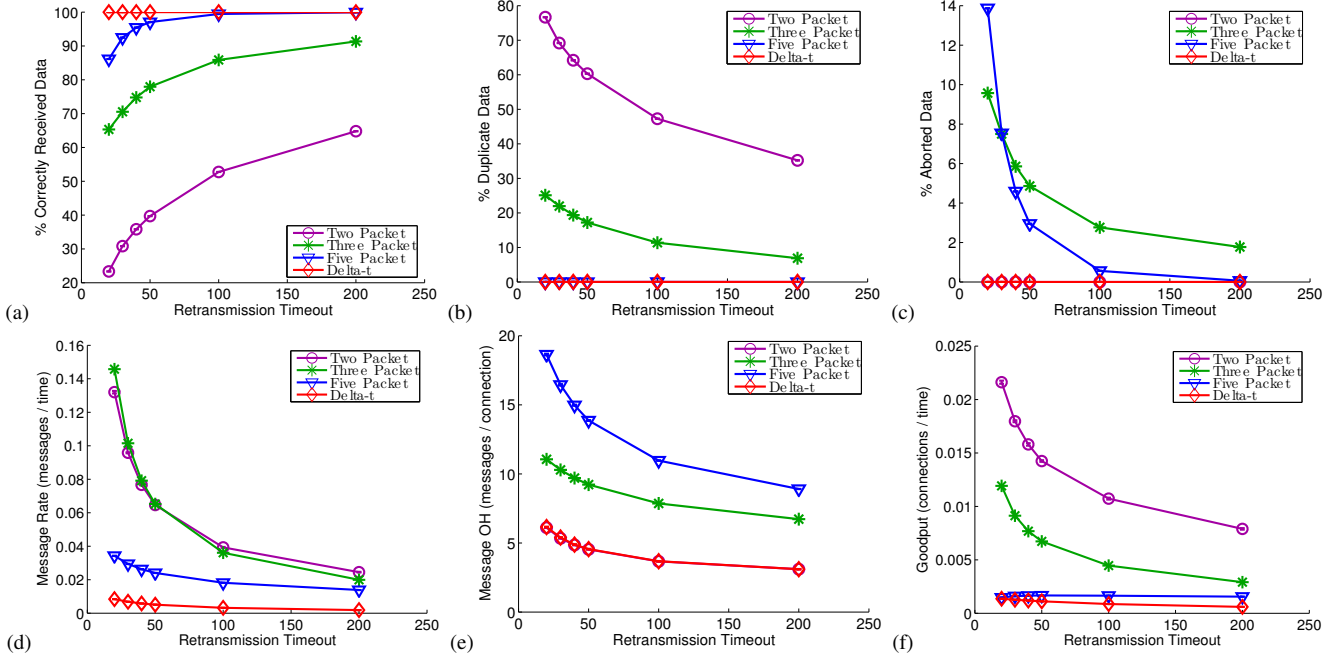 100
90
80
70
60
50
40
30
20
% Correctly Received Data
0 50 100 150 200 250
Retransmission Timeout
Two Packet
Three Packet
Five Packet
Delta-t
(a)
80
70
60
50
40
30
20
10
0
% Duplicate Data
0 50 100 150 200 250
Retransmission Timeout
Two Packet
Three Packet
Five Packet
Delta-t
(b)
14
12
10
8
6
4
2
0
% Aborted Data
0 50 100 150 200 250
Retransmission Timeout
Two Packet
Three Packet
Five Packet
Delta-t
(c)
0.16
0.14
0.12
0.1
0.08
0.06
0.04
0.02
0
Message Rate (messages / time)
0 50 100 150 200 250
Retransmission Timeout
Two Packet
Three Packet
Five Packet
Delta-t
(d)
20
15
10
5
0
Message OH (messages / connection)
0 50 100 150 200 250
Retransmission Timeout
Two Packet
Three Packet
Five Packet
Delta-t
(e)
0.025
0.02
0.015
0.01
0.005
0
Goodput (connections / time)
0 50 100 150 200 250
Retransmission Timeout
Two Packet
Three Packet
Five Packet
Delta-t
(f)